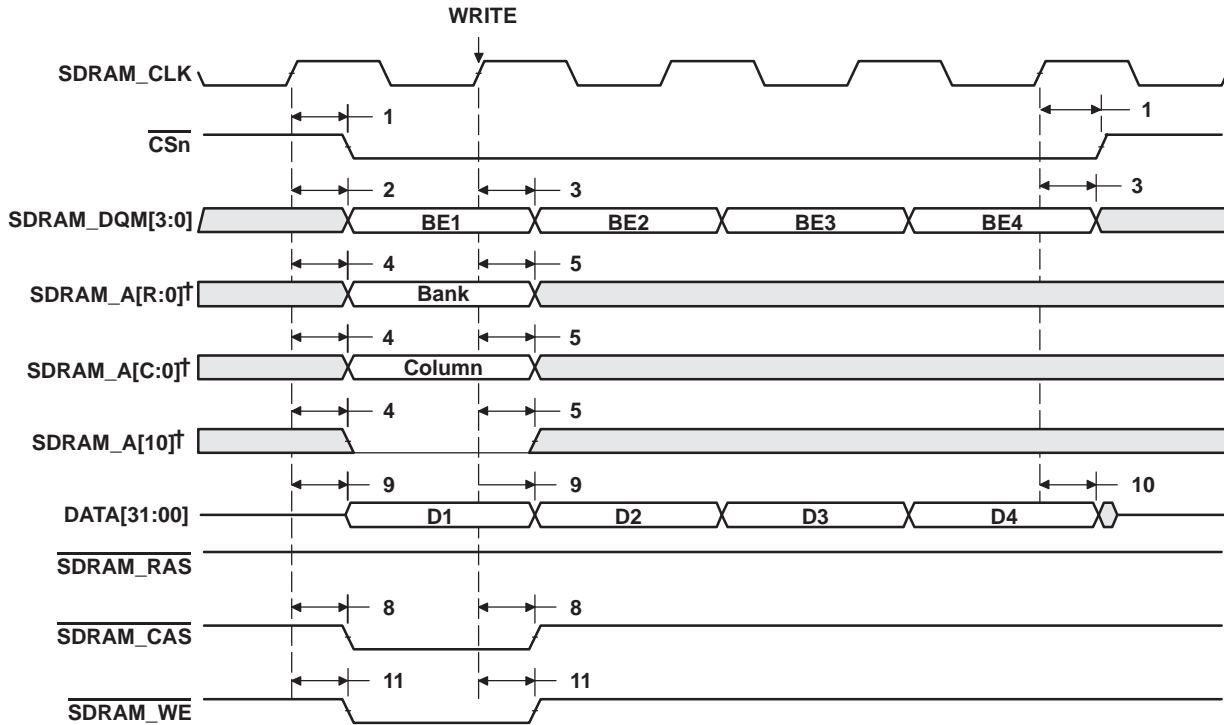 WRITE
SDRAM_CLK
1 1
CSn
2 3 3
SDRAM_DQM[3:0] BE1 BE2 BE3 BE4
4 5
SDRAM_A[R:0]† Bank
4 5
SDRAM_A[C:0]† Column
4 5
SDRAM_A[10]†
9 9 10
DATA[31:00] D1 D2 D3 D4
SDRAM_RAS
8 8
SDRAM_CAS
11 11
SDRAM_WE